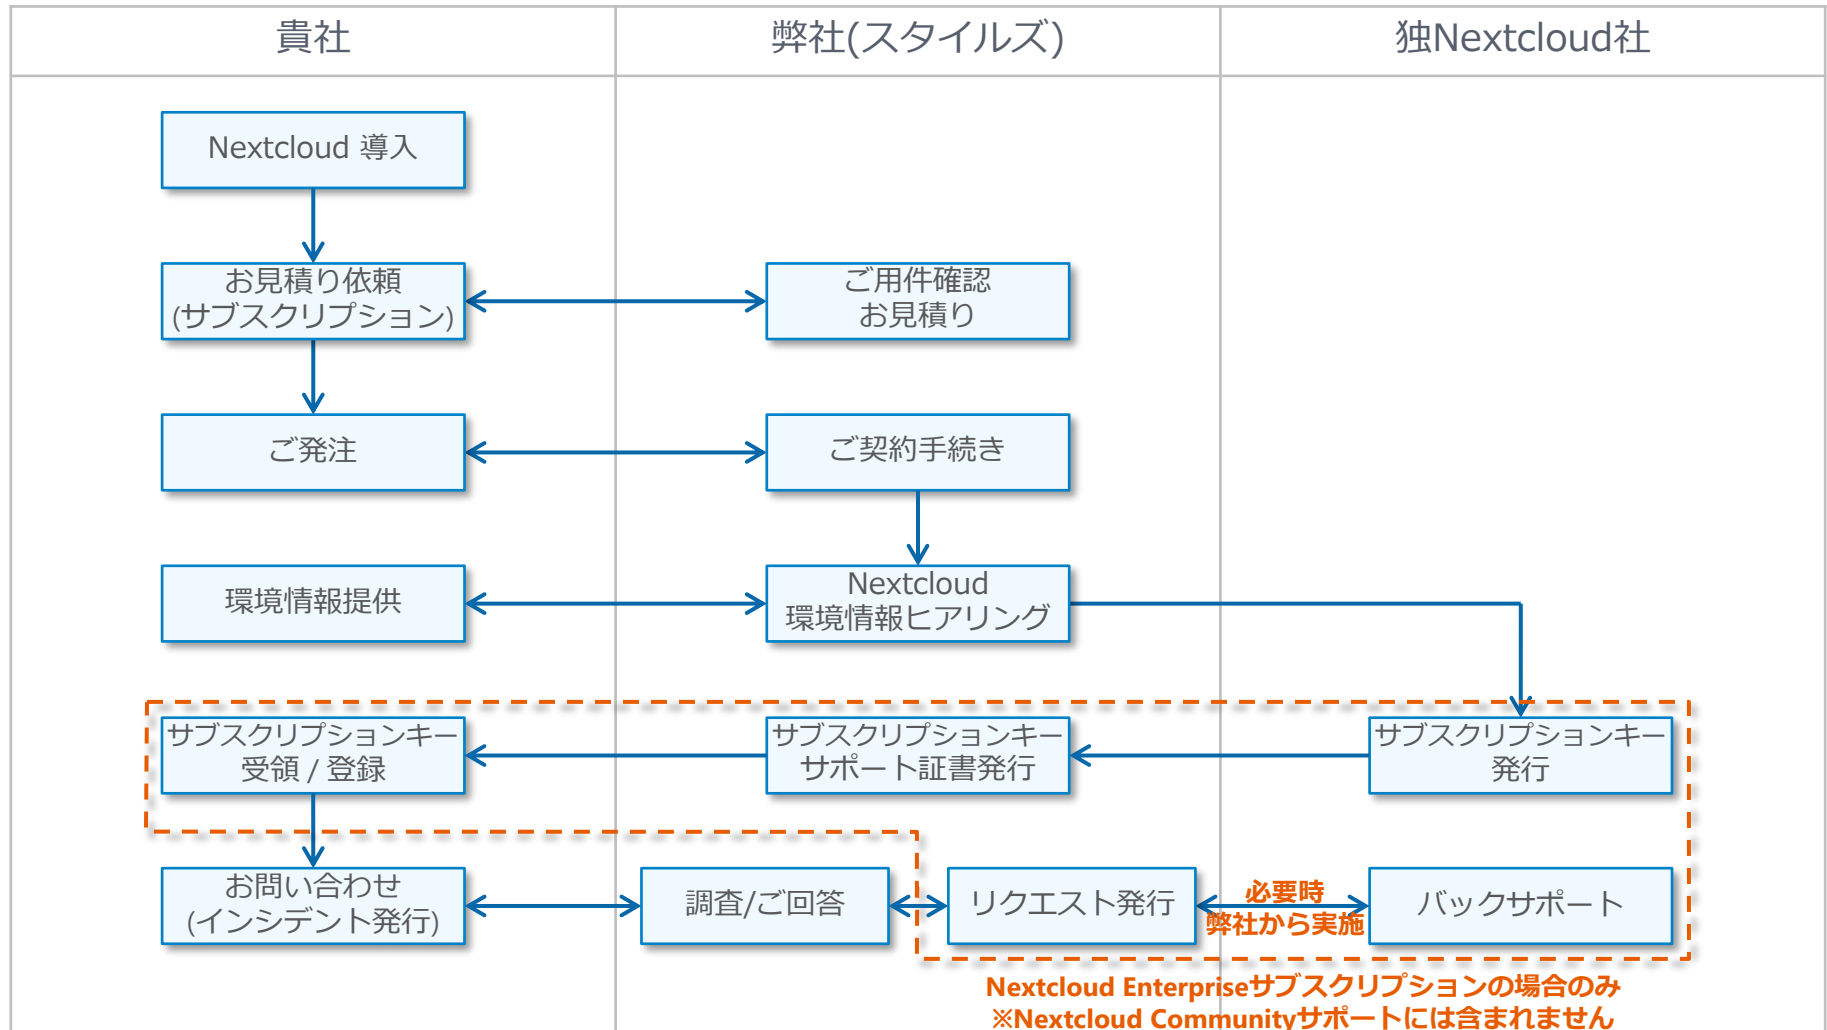 貴社
弊社(スタイルズ)
独Nextcloud社
Nextcloud 導入
お見積り依頼
(サブスクリプション)
ご用件確認
お見積り
ご発注
ご契約手続き
環境情報提供
Nextcloud
環境情報ヒアリング
サブスクリプションキー
受領 / 登録
サブスクリプションキー
サポート証書発行
サブスクリプションキー
発行
お問い合わせ
(インシデント発行)
調査/ご回答
リクエスト発行
必要時
弊社から実施
バックサポート
Nextcloud Enterpriseサブスクリプションの場合のみ
※Nextcloud Communityサポートには含まれません